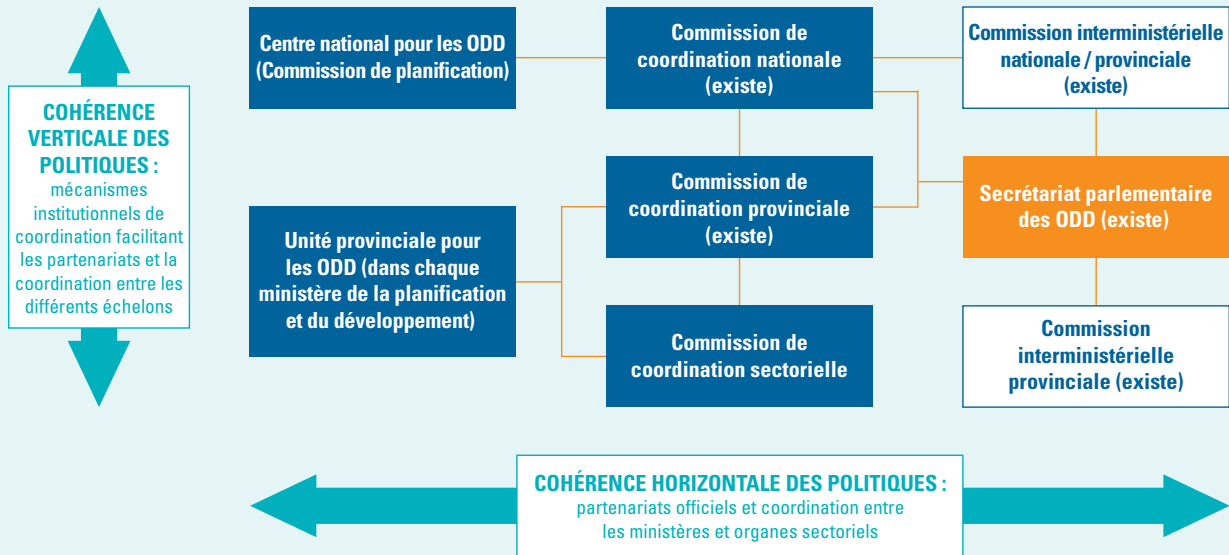 Centre national pour les ODD
(Commission de planification)
Commission de
coordination nationale
(existe)
Commission interministérielle
nationale / provinciale
(existe)
COHÉRENCE
VERTICALE DES
POLITIQUES :
mécanismes
institutionnels de
coordination facilitant
les partenariats et la
coordination entre les
différents échelons
Unité provinciale pour
les ODD (dans chaque
ministère de la planification
et du développement)
Commission de
coordination provinciale
(existe)
Secrétariat parlementaire
des ODD (existe)
Commission de
coordination sectorielle
Commission
interministérielle
provinciale (existe)
COHÉRENCE HORIZONTALE DES POLITIQUES :
partenariats officiels et coordination entre
les ministères et organes sectoriels